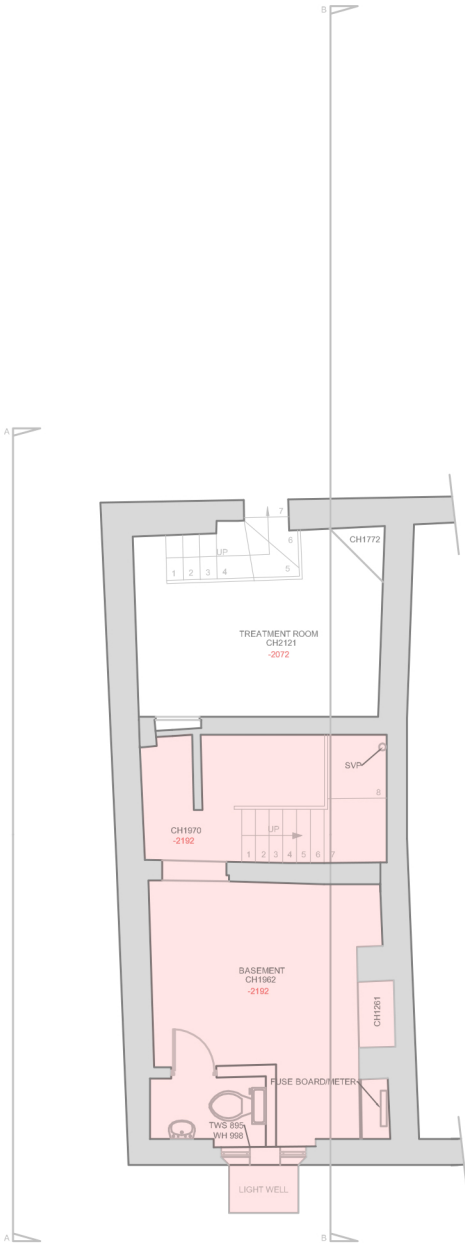 B
A
7
6
CH1772
UP
1 2 3 4
5
TREATMENT ROOM
CH2121
-2072
SVP
8
CH1970
-2192
UP
1 2 3 4 5 6 7
BASEMENT
CH1962
-2192
CH1261
FUSE BOARD/METER
TWS 895
WH 998
LIGHT WELL
A
B